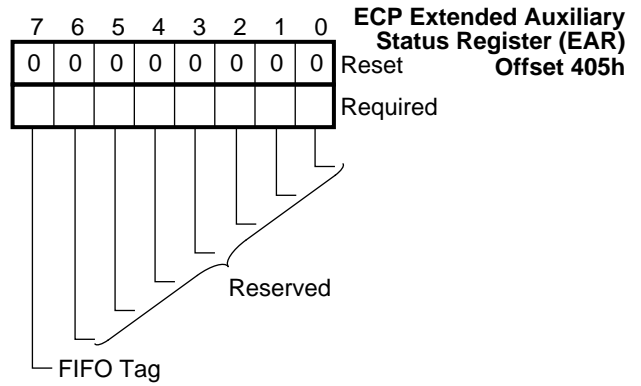 ECP Extended Auxiliary
Status Register (EAR)
Offset 405h
7 6 5 4 3 2 1 0
0 0 0 0 0 0 0 0 Reset
Required
Reserved
FIFO Tag